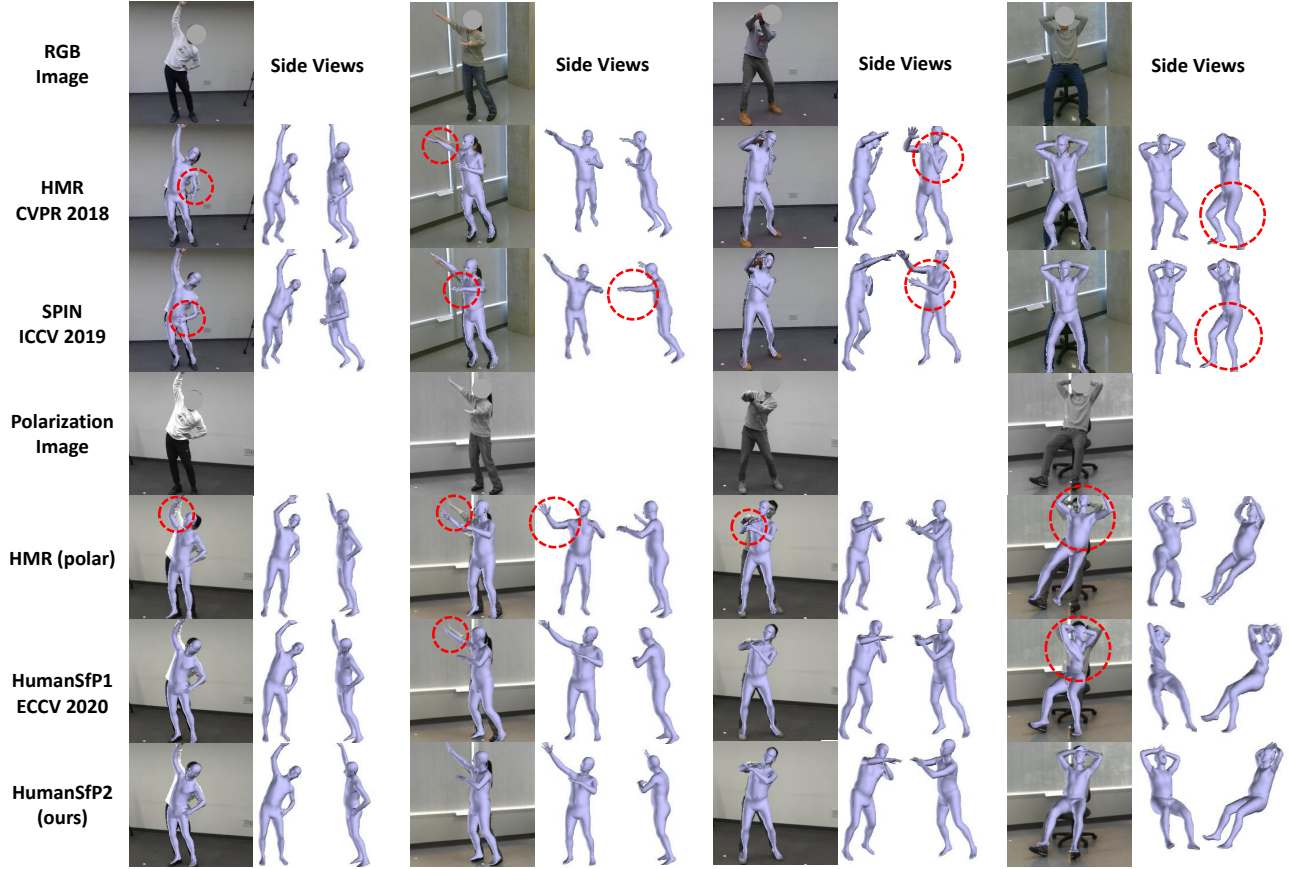 RGB
Image
Side Views
Side Views
Side Views
Side Views
HMR
CVPR 2018
SPIN
ICCV 2019
Polarization
Image
HMR (polar)
HumanSfP1
ECCV 2020
HumanSfP2
(ours)